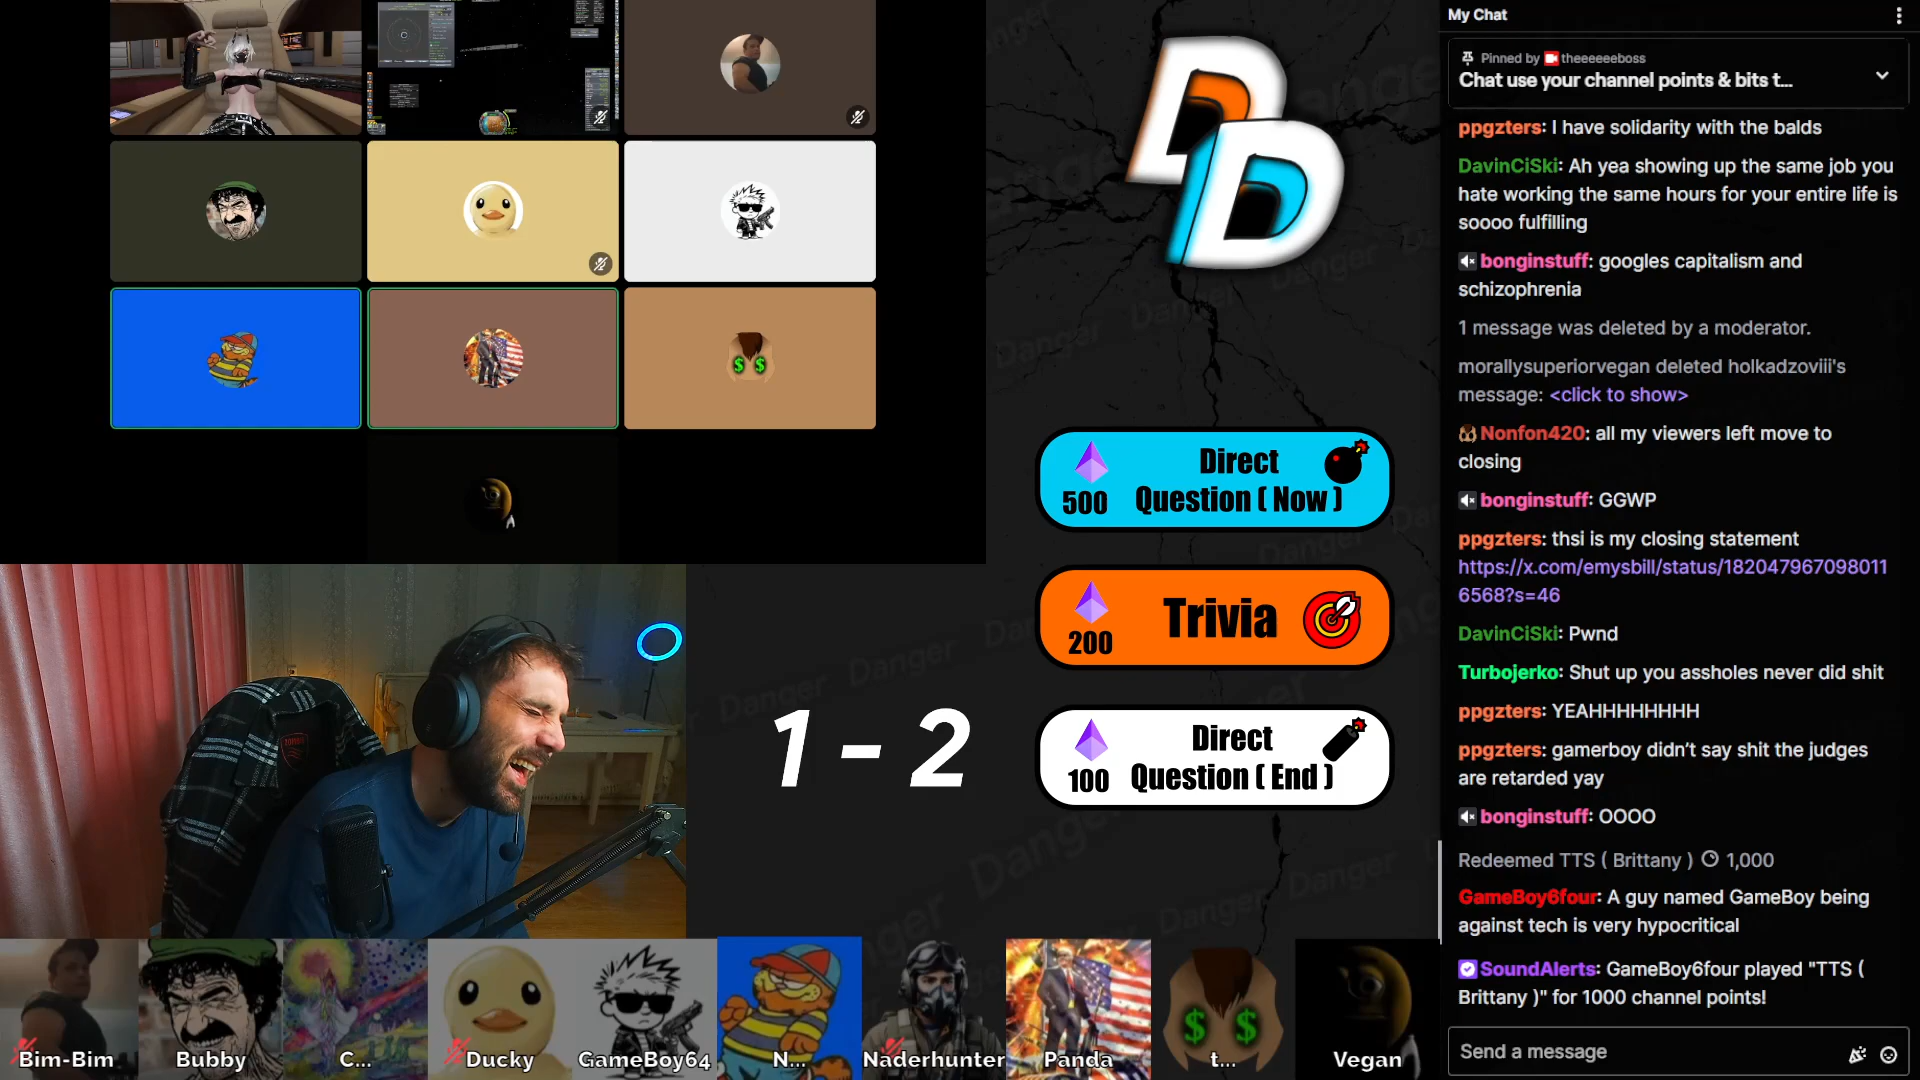 DD
500
Direct
Question ( Now )
200
Trivia
100
Direct
Question ( End )
1 - 2
Bim-Bim
Bubby
C...
Ducky
GameBoy64
N...
Naderhunter
Panda
t...
Vegan
My Chat
Pinned by theeeeeeboss
Chat use your channel points & bits t...
ppgzters: I have solidarity with the balds
DavinCiSki: Ah yea showing up the same job you
hate working the same hours for your entire life is
soooo fulfilling
bonginstuff: googles capitalism and
schizophrenia
1 message was deleted by a moderator.
morallysuperiorvegan deleted holkadzoviii's
message: <click to show>
Nonfon420: all my viewers left move to
closing
bonginstuff: GGWP
ppgzters: thsi is my closing statement
https://x.com/emysbill/status/182047967098011
6568?s=46
DavinCiSki: Pwnd
Turbojerko: Shut up you assholes never did shit
ppgzters: YEAHHHHHHHH
ppgzters: gamerboy didn't say shit the judges
are retarded yay
bonginstuff: OOOO
Redeemed TTS ( Brittany ) 1,000
GameBoy6four: A guy named GameBoy being
against tech is very hypocritical
SoundAlerts: GameBoy6four played "TTS (
Brittany )" for 1000 channel points!
Send a message